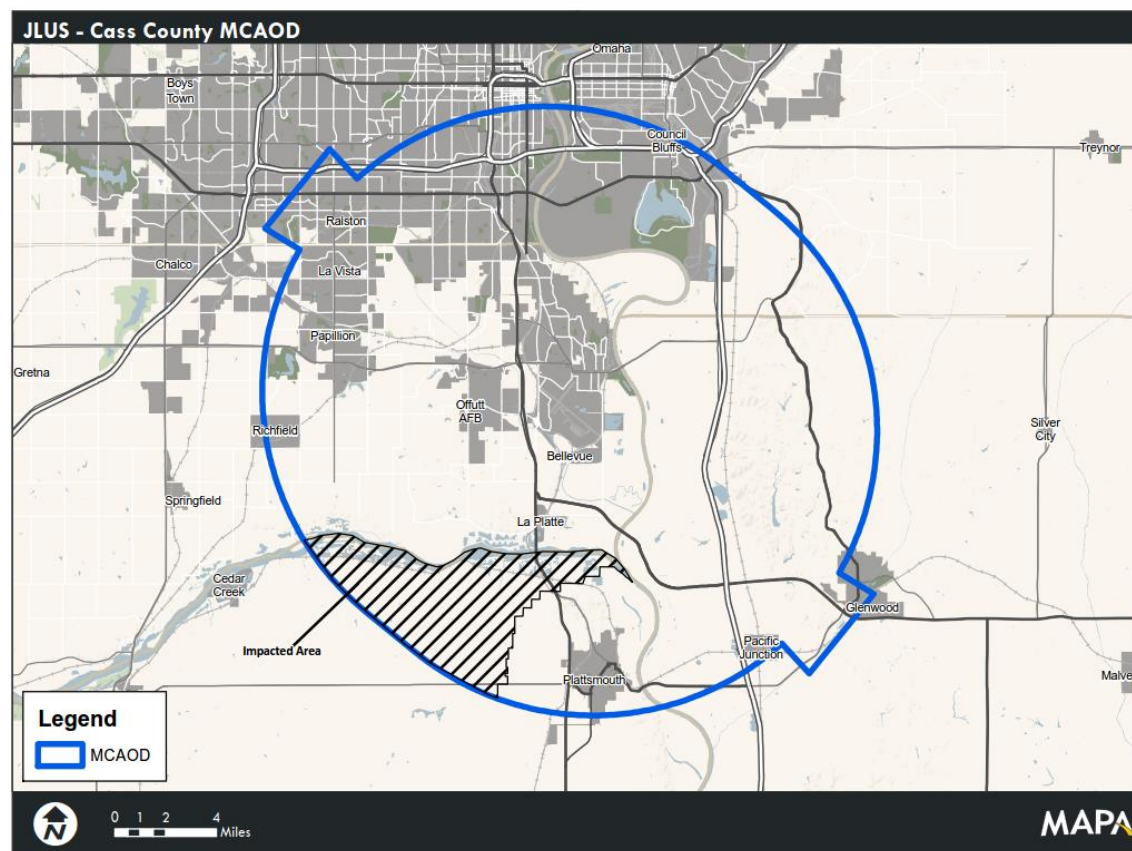 JLUS - Cass County MCAOD
Omaha
Boys
Town
Council
Bluffs
Treynor
Ralston
Chalco
La Vista
Papillion
Gretna
Offutt
AFB
Richfield
Silver
City
Bellevue
Springfield
La Platte
Cedar
Creek
Glenwood
Impacted Area
Pacific
Junction
Plattsmouth
Malve
Legend
MCAOD
N
0 1 2 4
Miles
MAPA